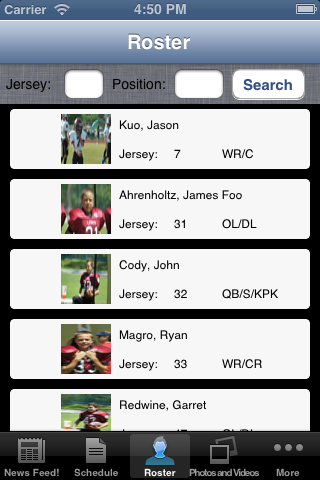 Carrier 4:50 PM
Roster
Jersey: Position: Search
Kuo, Jason
Jersey: 7 WR/C
Ahrenholtz, James Foo
Jersey: 31 OL/DL
Cody, John
Jersey: 32 QB/S/KPK
Magro, Ryan
Jersey: 33 WR/CR
Redwine, Garret
News Feed! Schedule Roster Photos and Videos More